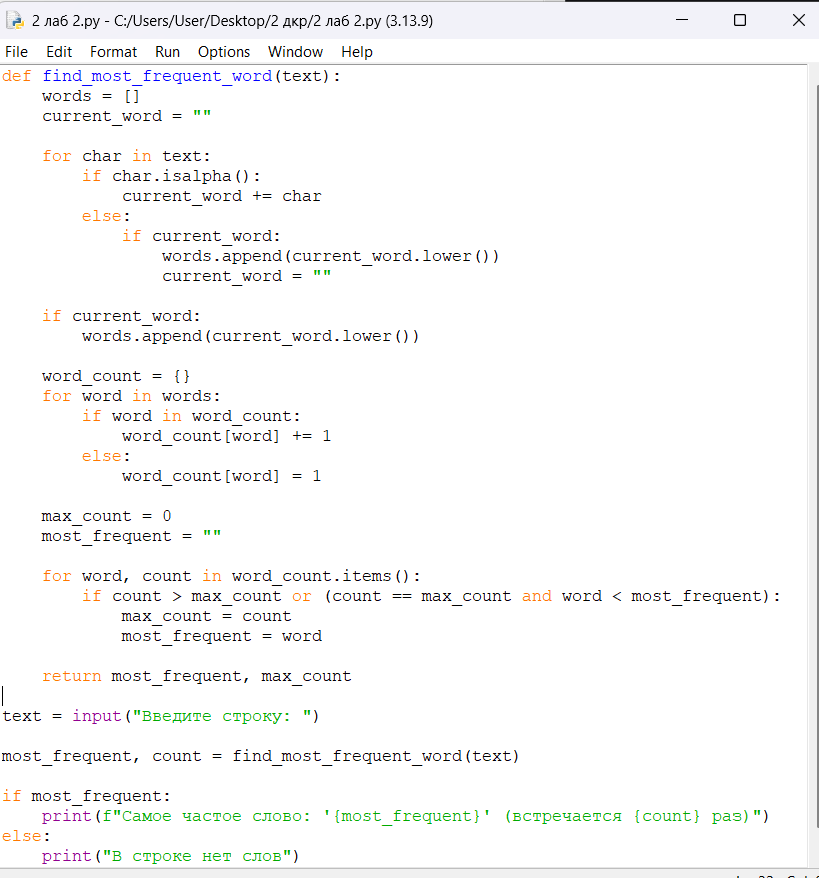 2 лаб 2.py - C:/Users/User/Desktop/2 дкр/2 лаб 2.py (3.13.9)
File Edit Format Run Options Window Help
def find_most_frequent_word(text):
    words = []
    current_word = ""

    for char in text:
        if char.isalpha():
            current_word += char
        else:
            if current_word:
                words.append(current_word.lower())
                current_word = ""

    if current_word:
        words.append(current_word.lower())

    word_count = {}
    for word in words:
        if word in word_count:
            word_count[word] += 1
        else:
            word_count[word] = 1

    max_count = 0
    most_frequent = ""

    for word, count in word_count.items():
        if count > max_count or (count == max_count and word < most_frequent):
            max_count = count
            most_frequent = word

    return most_frequent, max_count

text = input("Введите строку: ")

most_frequent, count = find_most_frequent_word(text)

if most_frequent:
    print(f"Самое частое слово: '{most_frequent}' (встречается {count} раз)")
else:
    print("В строке нет слов")